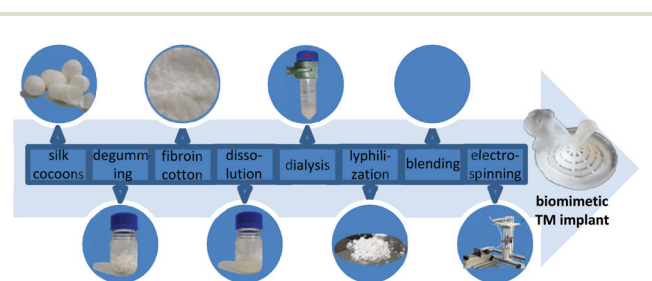 silk
cocoons
degumm-
ing
fibroin
cotton
disso-
lution
dialysis
lyphili-
zation
blending
electro-
spinning
biomimetic
TM implant